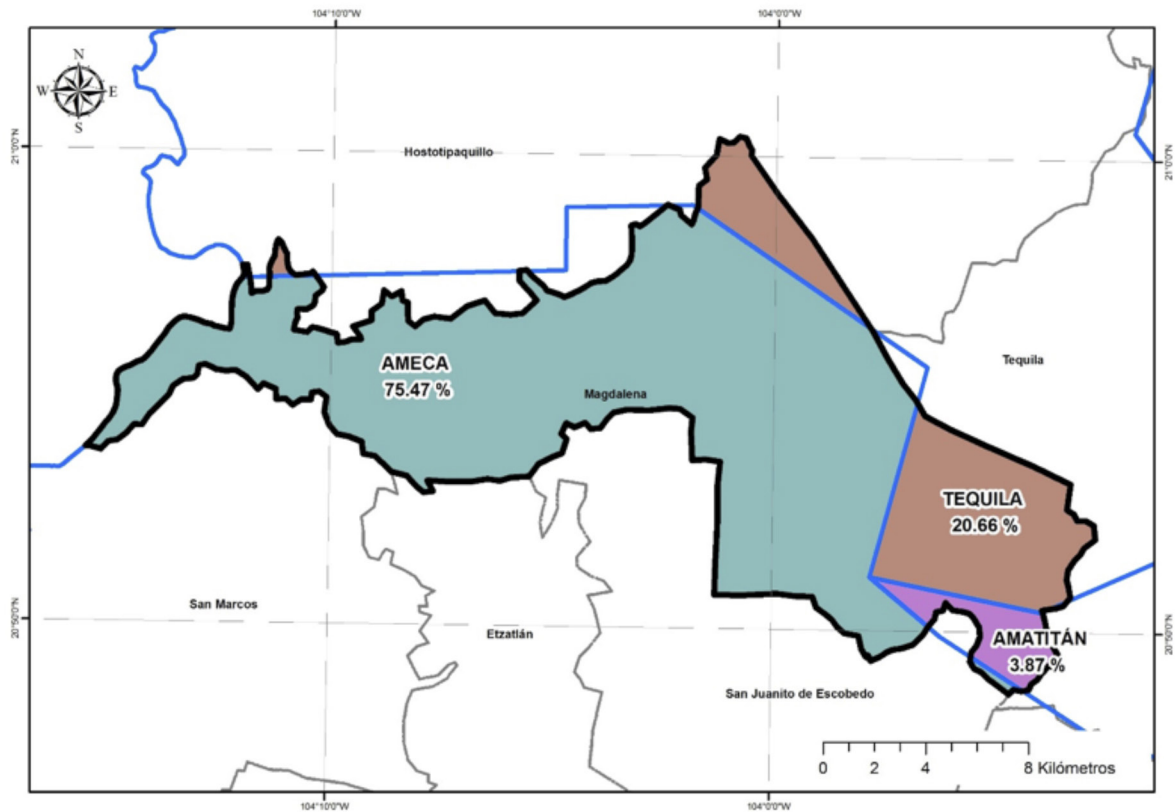 104°10'0"W
104°0'0"W
N
W E
S
21°0'0"N
21°0'0"N
Hostotipaquillo
AMECA
75.47 %
Magdalena
Tequila
TEQUILA
20.66 %
San Marcos
Etzatlán
20°50'0"N
20°50'0"N
AMATITÁN
3.87 %
San Juanito de Escobedo
0 2 4 8 Kilómetros
104°10'0"W
104°0'0"W